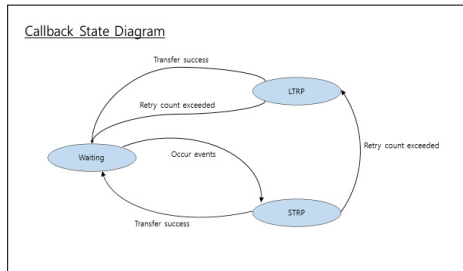 Callback State Diagram
Transfer success
LTRP
Retry count exceeded
Retry count exceeded
Waiting
Occur events
STRP
Transfer success